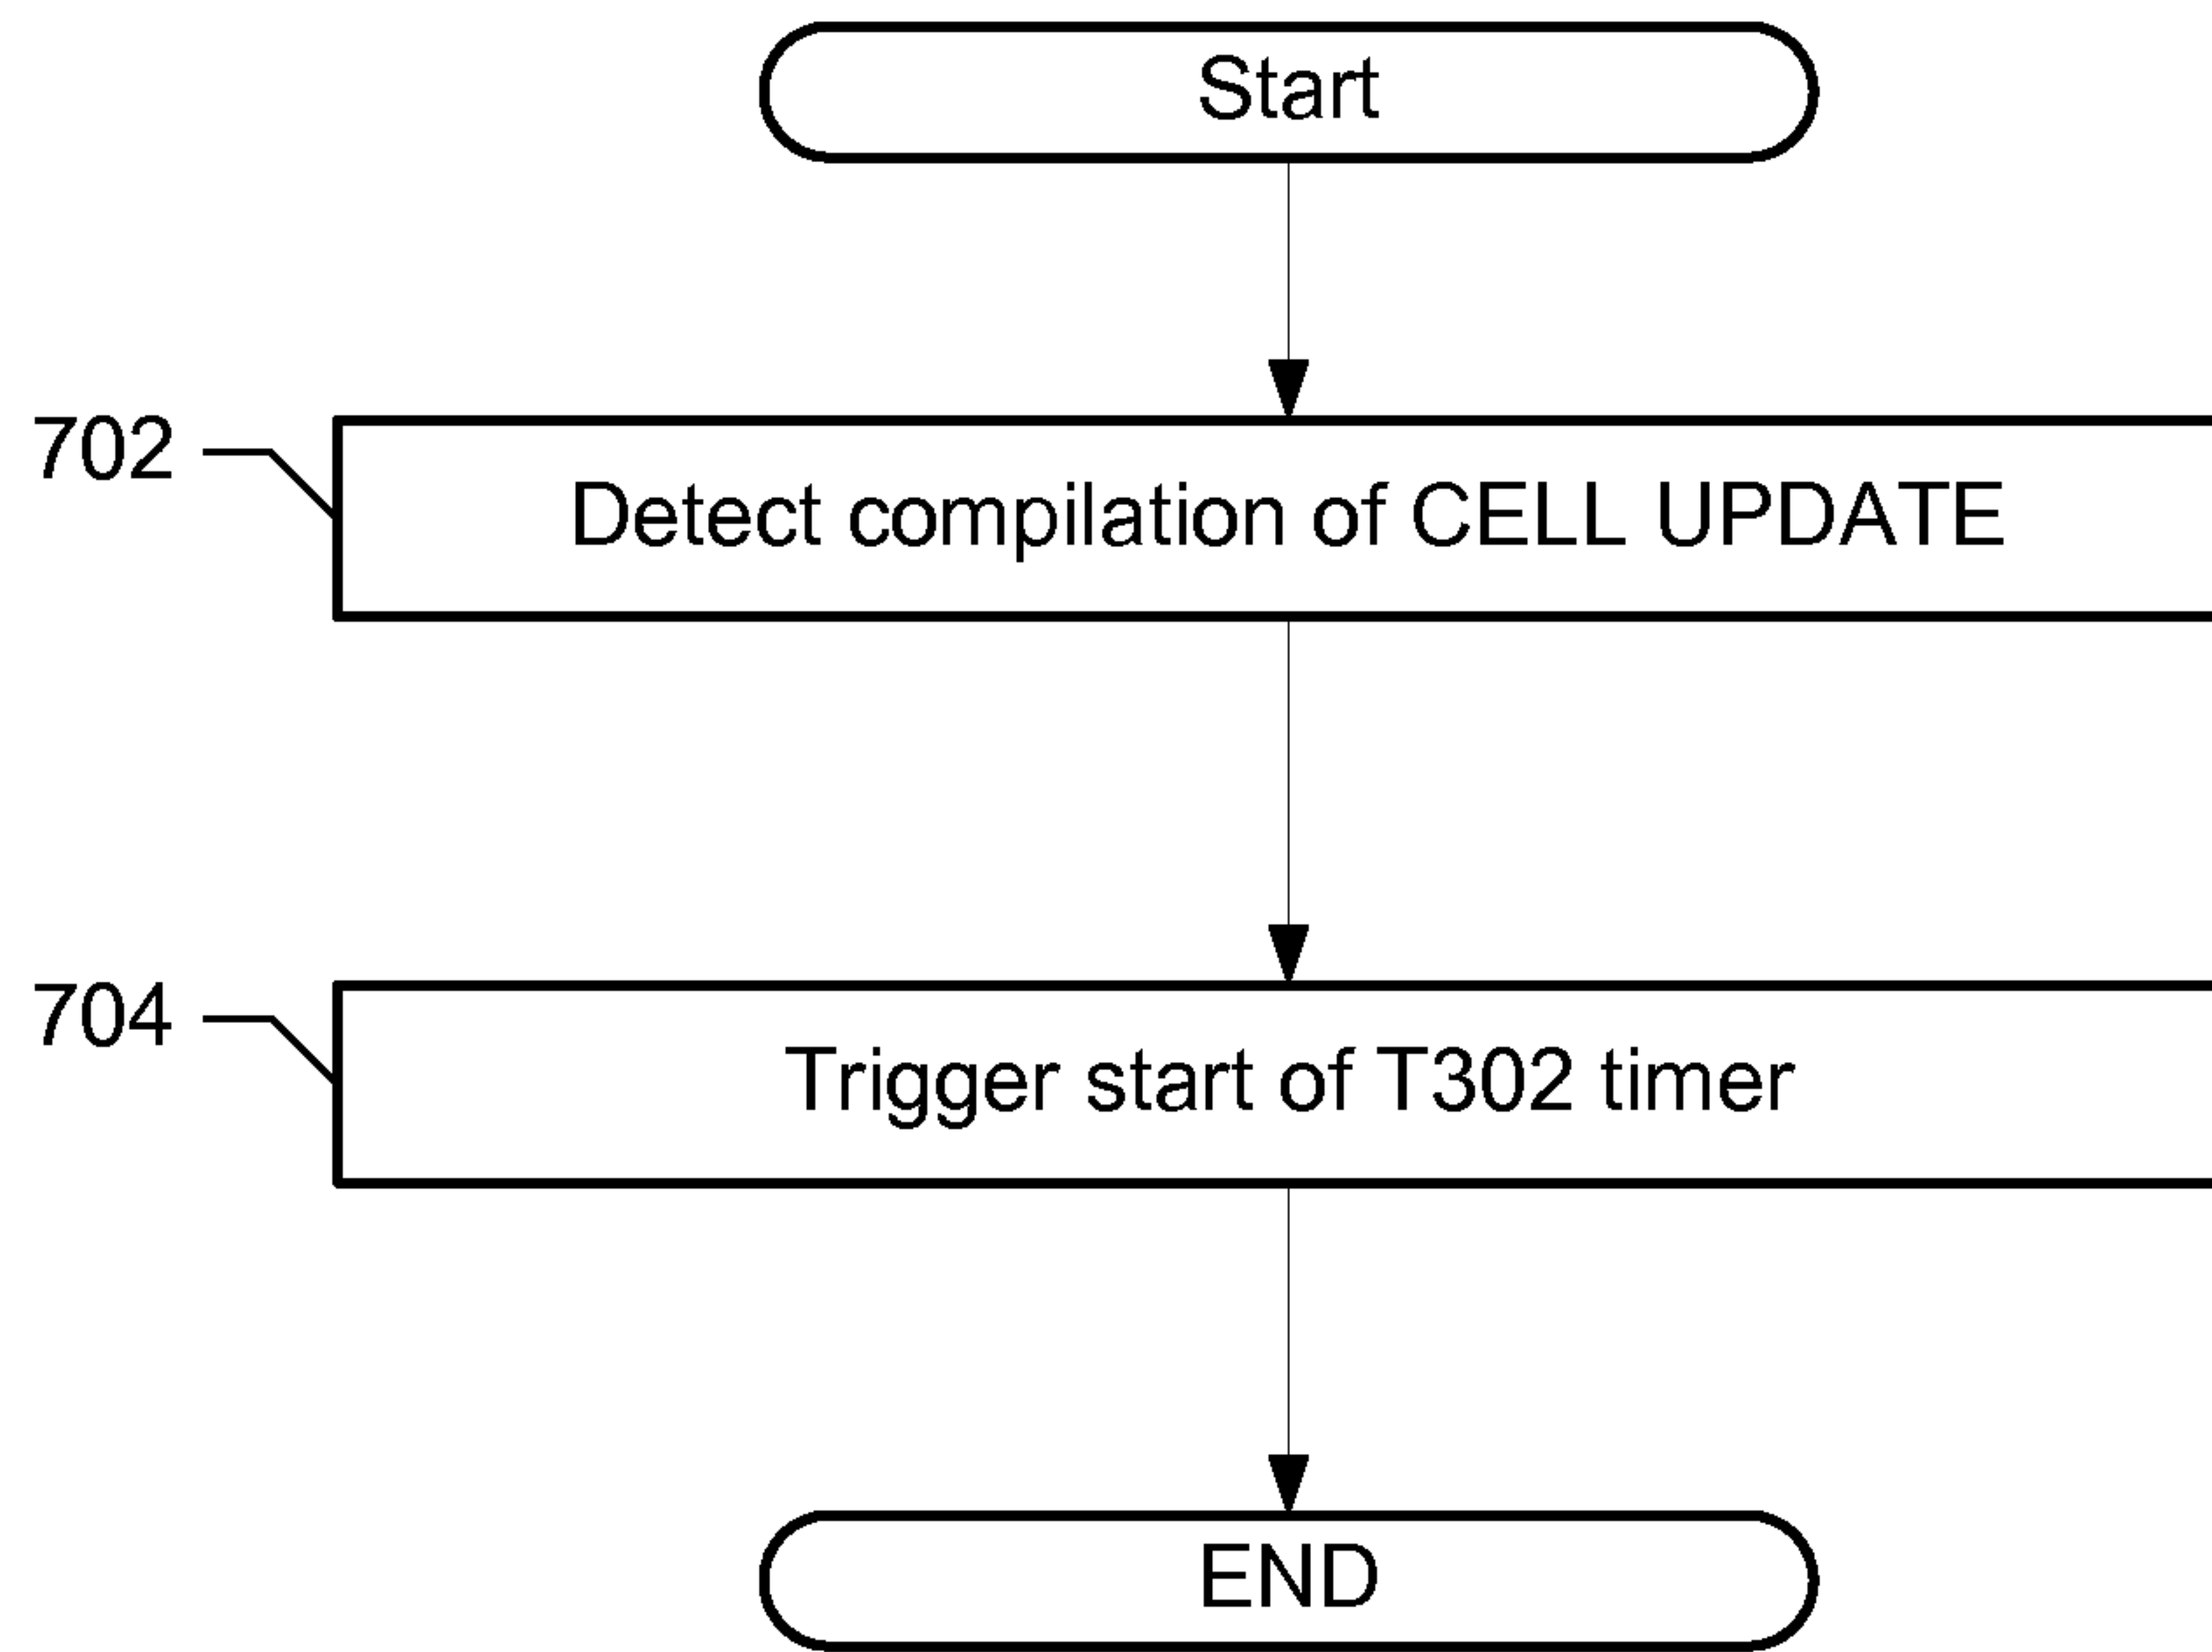 Start
702
Detect compilation of CELL UPDATE
704
Trigger start of T302 timer
END